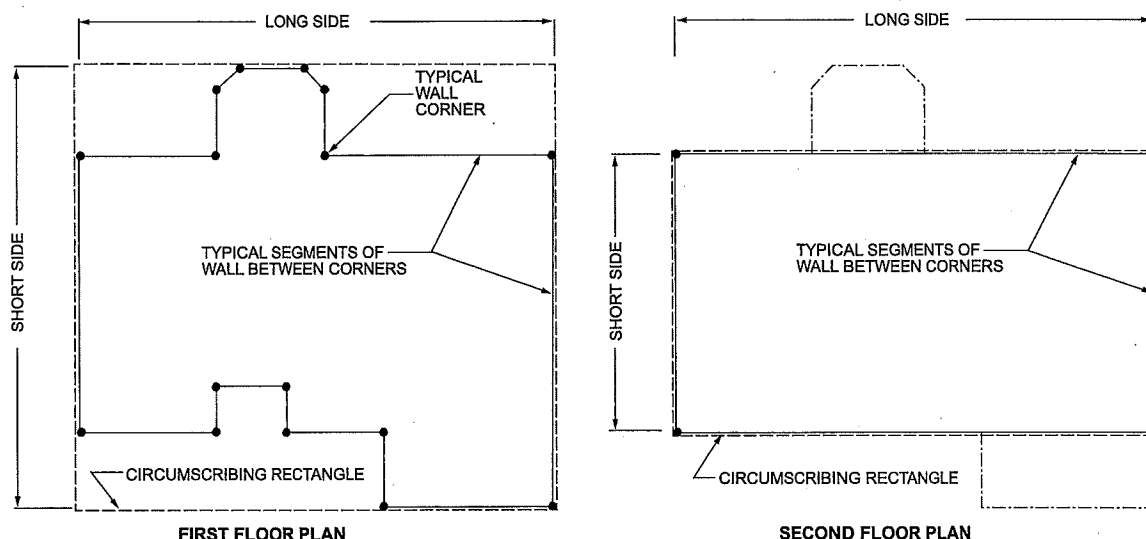 LONG SIDE
TYPICAL
WALL
CORNER
SHORT SIDE
TYPICAL SEGMENTS OF
WALL BETWEEN CORNERS
CIRCUMSCRIBING RECTANGLE
FIRST FLOOR PLAN
LONG SIDE
SHORT SIDE
TYPICAL SEGMENTS OF
WALL BETWEEN CORNERS
CIRCUMSCRIBING RECTANGLE
SECOND FLOOR PLAN